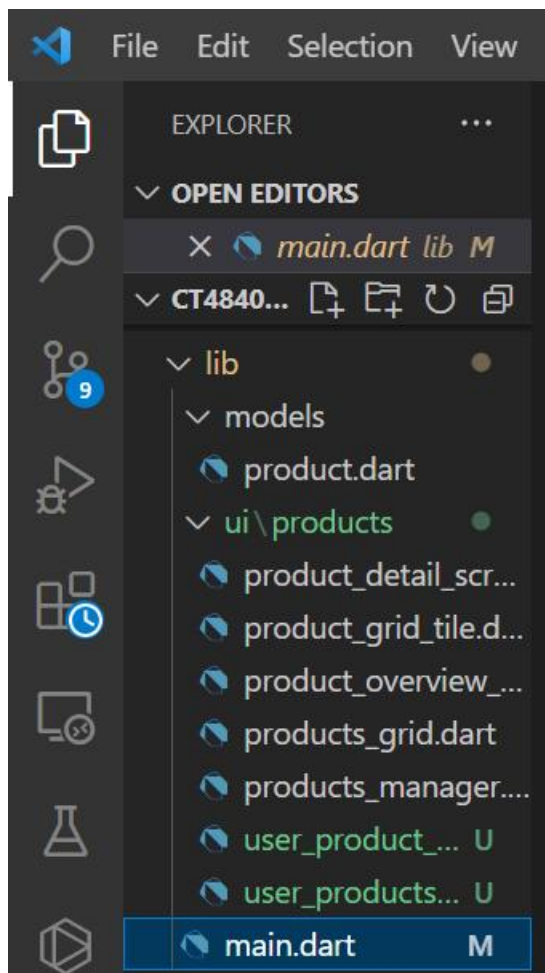 File Edit Selection View
EXPLORER ...
OPEN EDITORS
main.dart lib M
CT4840...
lib
9
models
product.dart
ui\products
product_detail_scr...
product_grid_tile.d...
product_overview_...
products_grid.dart
products_manager....
user_product_... U
user_products... U
main.dart M